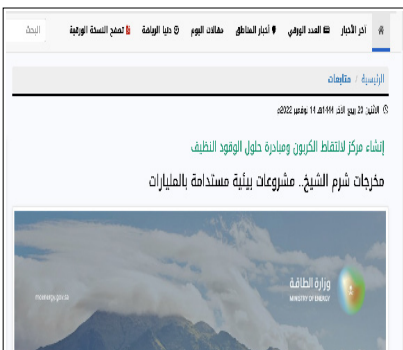 آخر الأخبار العدد الورقي أخبار المناطق مقالات اليوم دنيا الرياضة تصفح النسخة الورقية البحث
الرئيسية / متابعات
الاثنين 20 ربيع الآخر 1444هـ 14 نوفمبر 2022م
إنشاء مركز لالتقاط الكربون ومبادرة حلول الوقود النظيف
مخرجات شرم الشيخ.. مشروعات بيئية مستدامة بالمليارات
وزارة الطاقة
MINISTRY OF ENERGY
moenergy.gov.sa